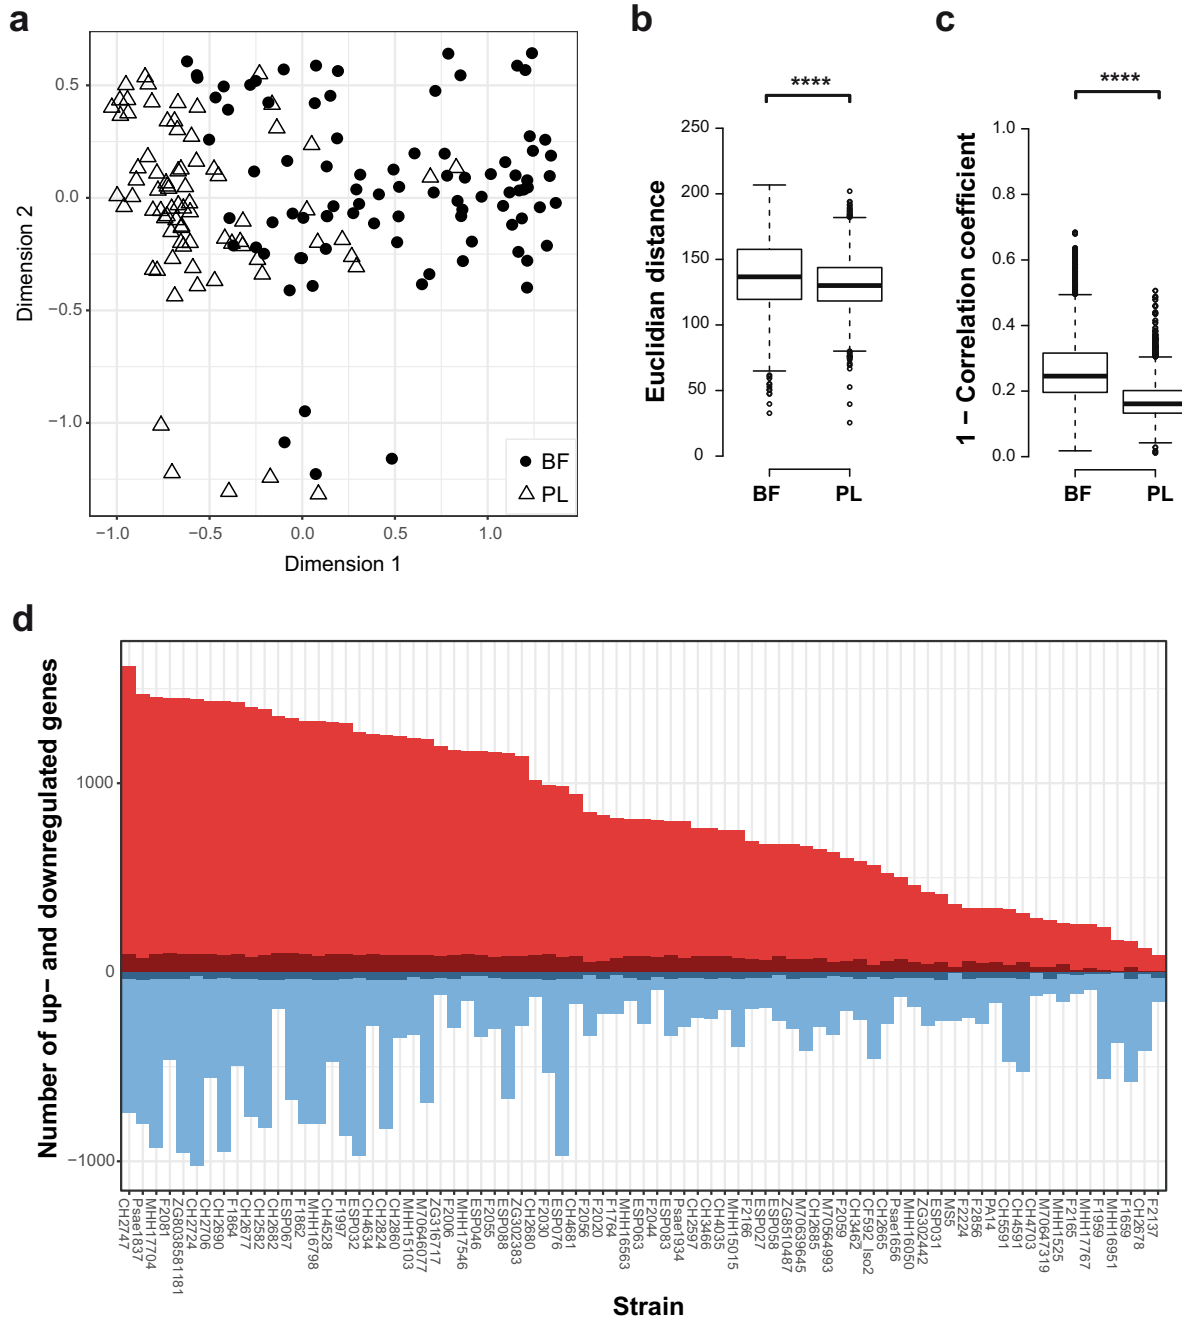 a
b
c
0.5
0.0
−0.5
−1.0
−1.0
−0.5
0.0
0.5
1.0
Dimension 2
Dimension 1
BF
PL
****
250
200
150
100
50
0
Euclidian distance
BF
PL
****
1.0
0.8
0.6
0.4
0.2
0.0
1 − Correlation coefficient
BF
PL
d
Number of up− and downregulated genes
1000
0
−1000
CH2747
Psae1837
MHH17704
F2081
ZG8038581181
CH2724
CH2706
CH2690
F1864
CH2677
CH2582
CH2682
ESP067
F1862
MHH16798
CH4528
F1997
ESP032
CH4634
CH2824
CH2860
MHH15103
M70646077
ZG316717
F2006
MHH17546
ESP046
F2055
ESP088
ZG302383
CH2680
F2030
ESP076
CH4681
F2056
F2020
F1764
MHH16563
ESP063
F2044
ESP083
Psae1934
CH2597
CH3466
CH4035
MHH15015
F2166
ESP027
ESP058
ZG8510487
M70639645
CH2685
M70564993
F2059
CH3462
CF592_Iso2
CH2665
Psae1656
MHH16050
ZG302442
ESP031
MS5
F2224
F2856
PA14
CH5591
CH4591
CH4703
M70647319
MHH1525
F2165
MHH17767
F1959
MHH16951
F1659
CH2678
F2137
Strain